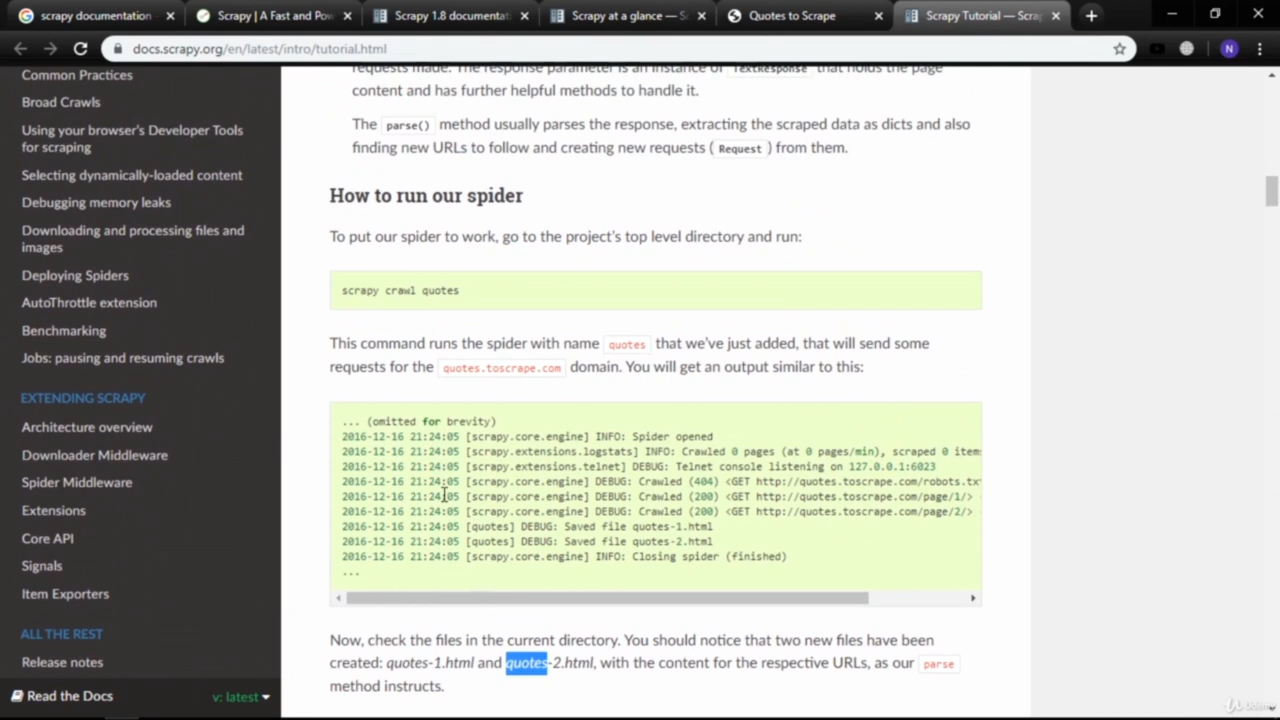 scrapy documentation
Scrapy | A Fast and Pow
Scrapy 1.8 documentati
Scrapy at a glance — Sc
Quotes to Scrape
Scrapy Tutorial — Scrap
docs.scrapy.org/en/latest/intro/tutorial.html
N
Common Practices
Broad Crawls
Using your browser's Developer Tools
for scraping
Selecting dynamically-loaded content
Debugging memory leaks
Downloading and processing files and
images
Deploying Spiders
AutoThrottle extension
Benchmarking
Jobs: pausing and resuming crawls
EXTENDING SCRAPY
Architecture overview
Downloader Middleware
Spider Middleware
Extensions
Core API
Signals
Item Exporters
ALL THE REST
Release notes
Read the Docs
v: latest
requests made. The response parameter is an instance of TextResponse that holds the page
content and has further helpful methods to handle it.
The parse() method usually parses the response, extracting the scraped data as dicts and also
finding new URLs to follow and creating new requests ( Request ) from them.
How to run our spider
To put our spider to work, go to the project's top level directory and run:
scrapy crawl quotes
This command runs the spider with name quotes that we've just added, that will send some
requests for the quotes.toscrape.com domain. You will get an output similar to this:
... (omitted for brevity)
2016-12-16 21:24:05 [scrapy.core.engine] INFO: Spider opened
2016-12-16 21:24:05 [scrapy.extensions.logstats] INFO: Crawled 0 pages (at 0 pages/min), scraped 0 items
2016-12-16 21:24:05 [scrapy.extensions.telnet] DEBUG: Telnet console listening on 127.0.0.1:6023
2016-12-16 21:24:05 [scrapy.core.engine] DEBUG: Crawled (404) <GET http://quotes.toscrape.com/robots.tx
2016-12-16 21:24:05 [scrapy.core.engine] DEBUG: Crawled (200) <GET http://quotes.toscrape.com/page/1/> (
2016-12-16 21:24:05 [scrapy.core.engine] DEBUG: Crawled (200) <GET http://quotes.toscrape.com/page/2/> (
2016-12-16 21:24:05 [quotes] DEBUG: Saved file quotes-1.html
2016-12-16 21:24:05 [quotes] DEBUG: Saved file quotes-2.html
2016-12-16 21:24:05 [scrapy.core.engine] INFO: Closing spider (finished)
...
Now, check the files in the current directory. You should notice that two new files have been
created: quotes-1.html and quotes-2.html, with the content for the respective URLs, as our parse
method instructs.
Udemy